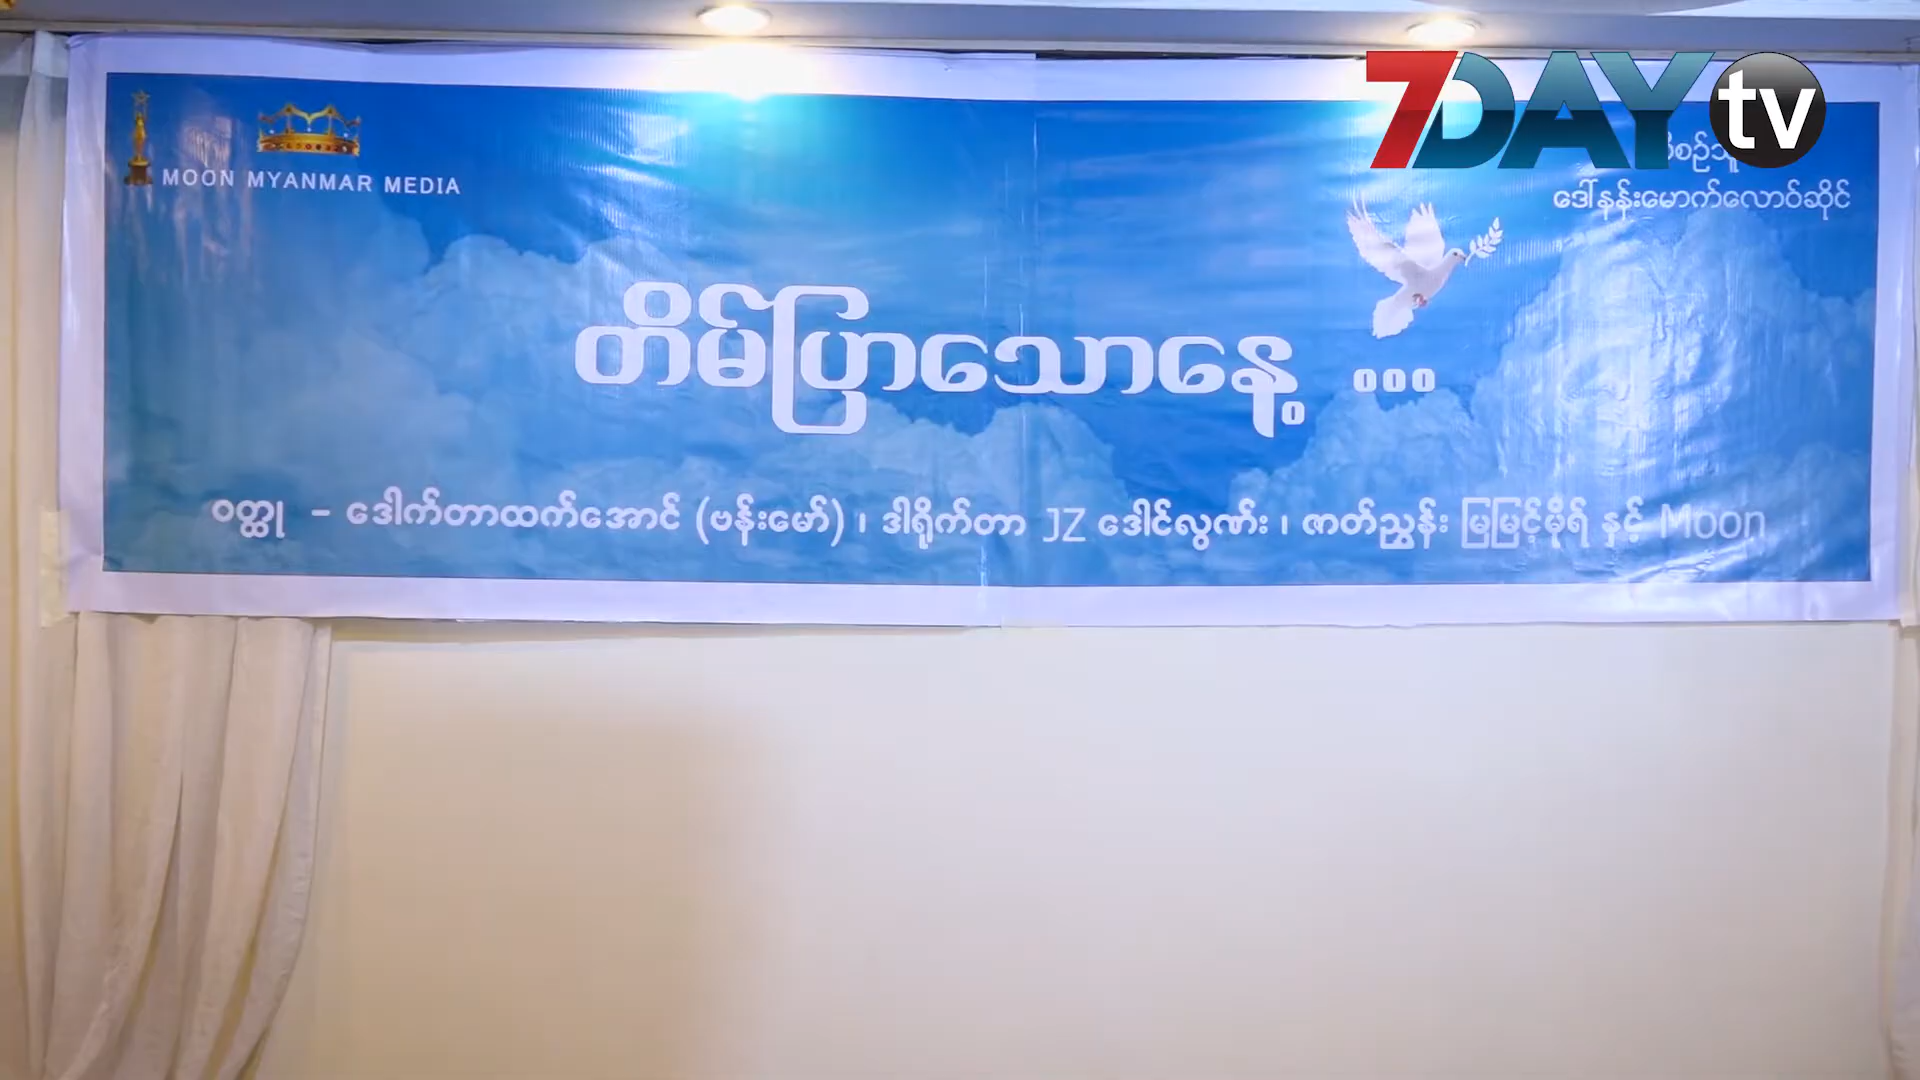 7DAY tv
MOON MYANMAR MEDIA
ဒေါ်နန်းမောက်လောဝ်ဆိုင်
တိမ်ပြာသောနေ့ ...
ဝတ္ထု - ဒေါက်တာထက်အောင် (ဗန်းမော်) ၊ ဒါရိုက်တာ JZ ဒေါင်လွဏ်း ၊ ဇာတ်ညွှန်း မြမြင့်မိုရ် နှင့် Moon